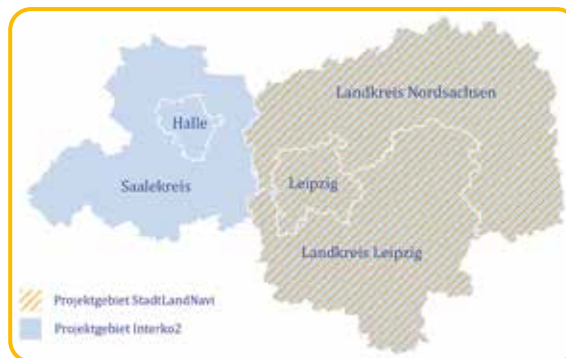 Landkreis Nordsachsen
Halle
Saalekreis
Leipzig
Landkreis Leipzig
Projektgebiet StadtLandNavi
Projektgebiet Interko2